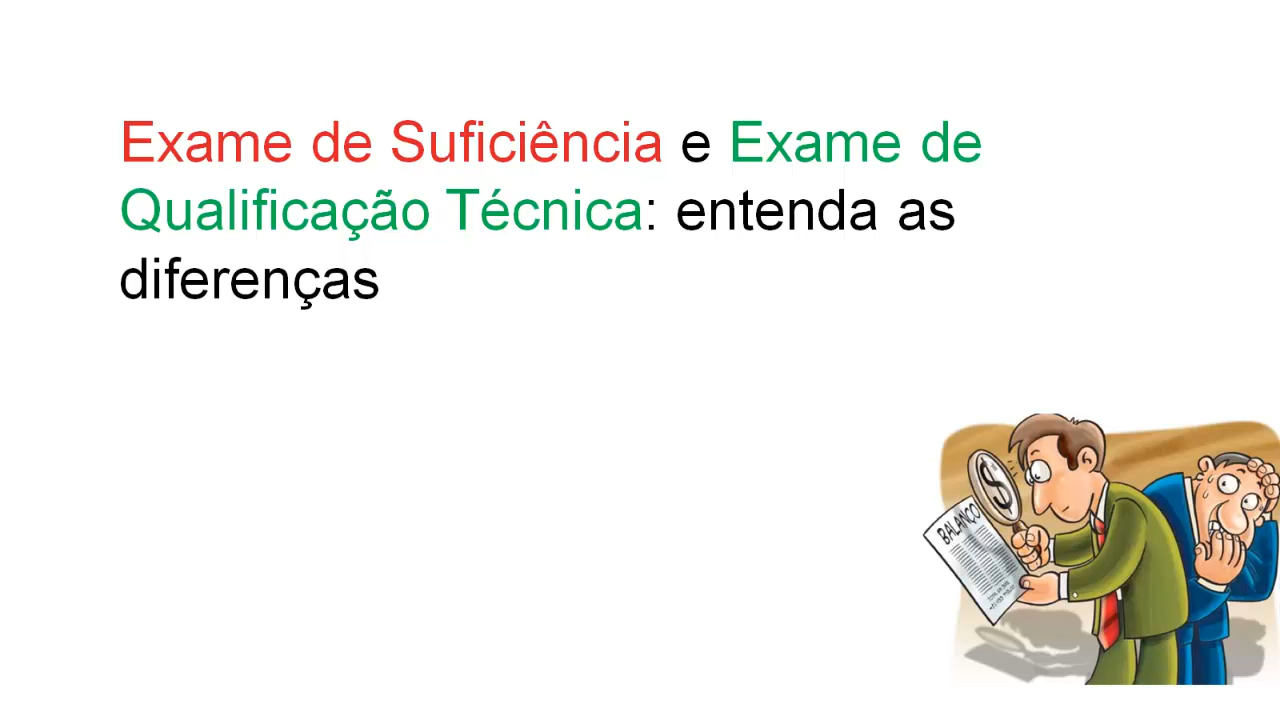 Exame de Suficiência e Exame de
Qualificação Técnica: entenda as
diferenças
$
BALANÇO